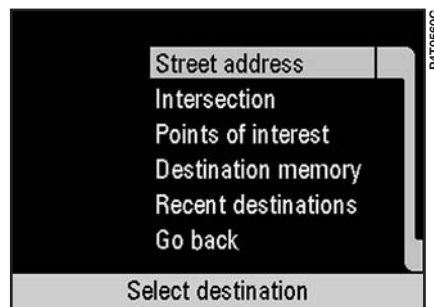 Street address
Intersection
Points of interest
Destination memory
Recent destinations
Go back
Select destination